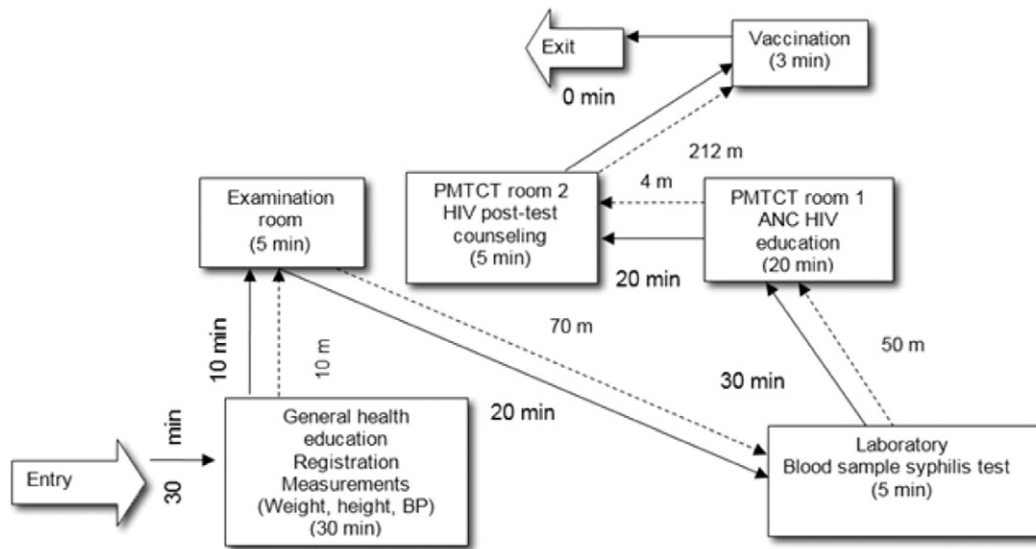 Exit
Vaccination
(3 min)
0 min
212 m
Examination
room
(5 min)
PMTCT room 2
HIV post-test
counseling
(5 min)
4 m
PMTCT room 1
ANC HIV
education
(20 min)
20 min
10 min
10 m
70 m
20 min
30 min
50 m
Entry
30 min
General health
education
Registration
Measurements
(Weight, height, BP)
(30 min)
Laboratory
Blood sample syphilis test
(5 min)